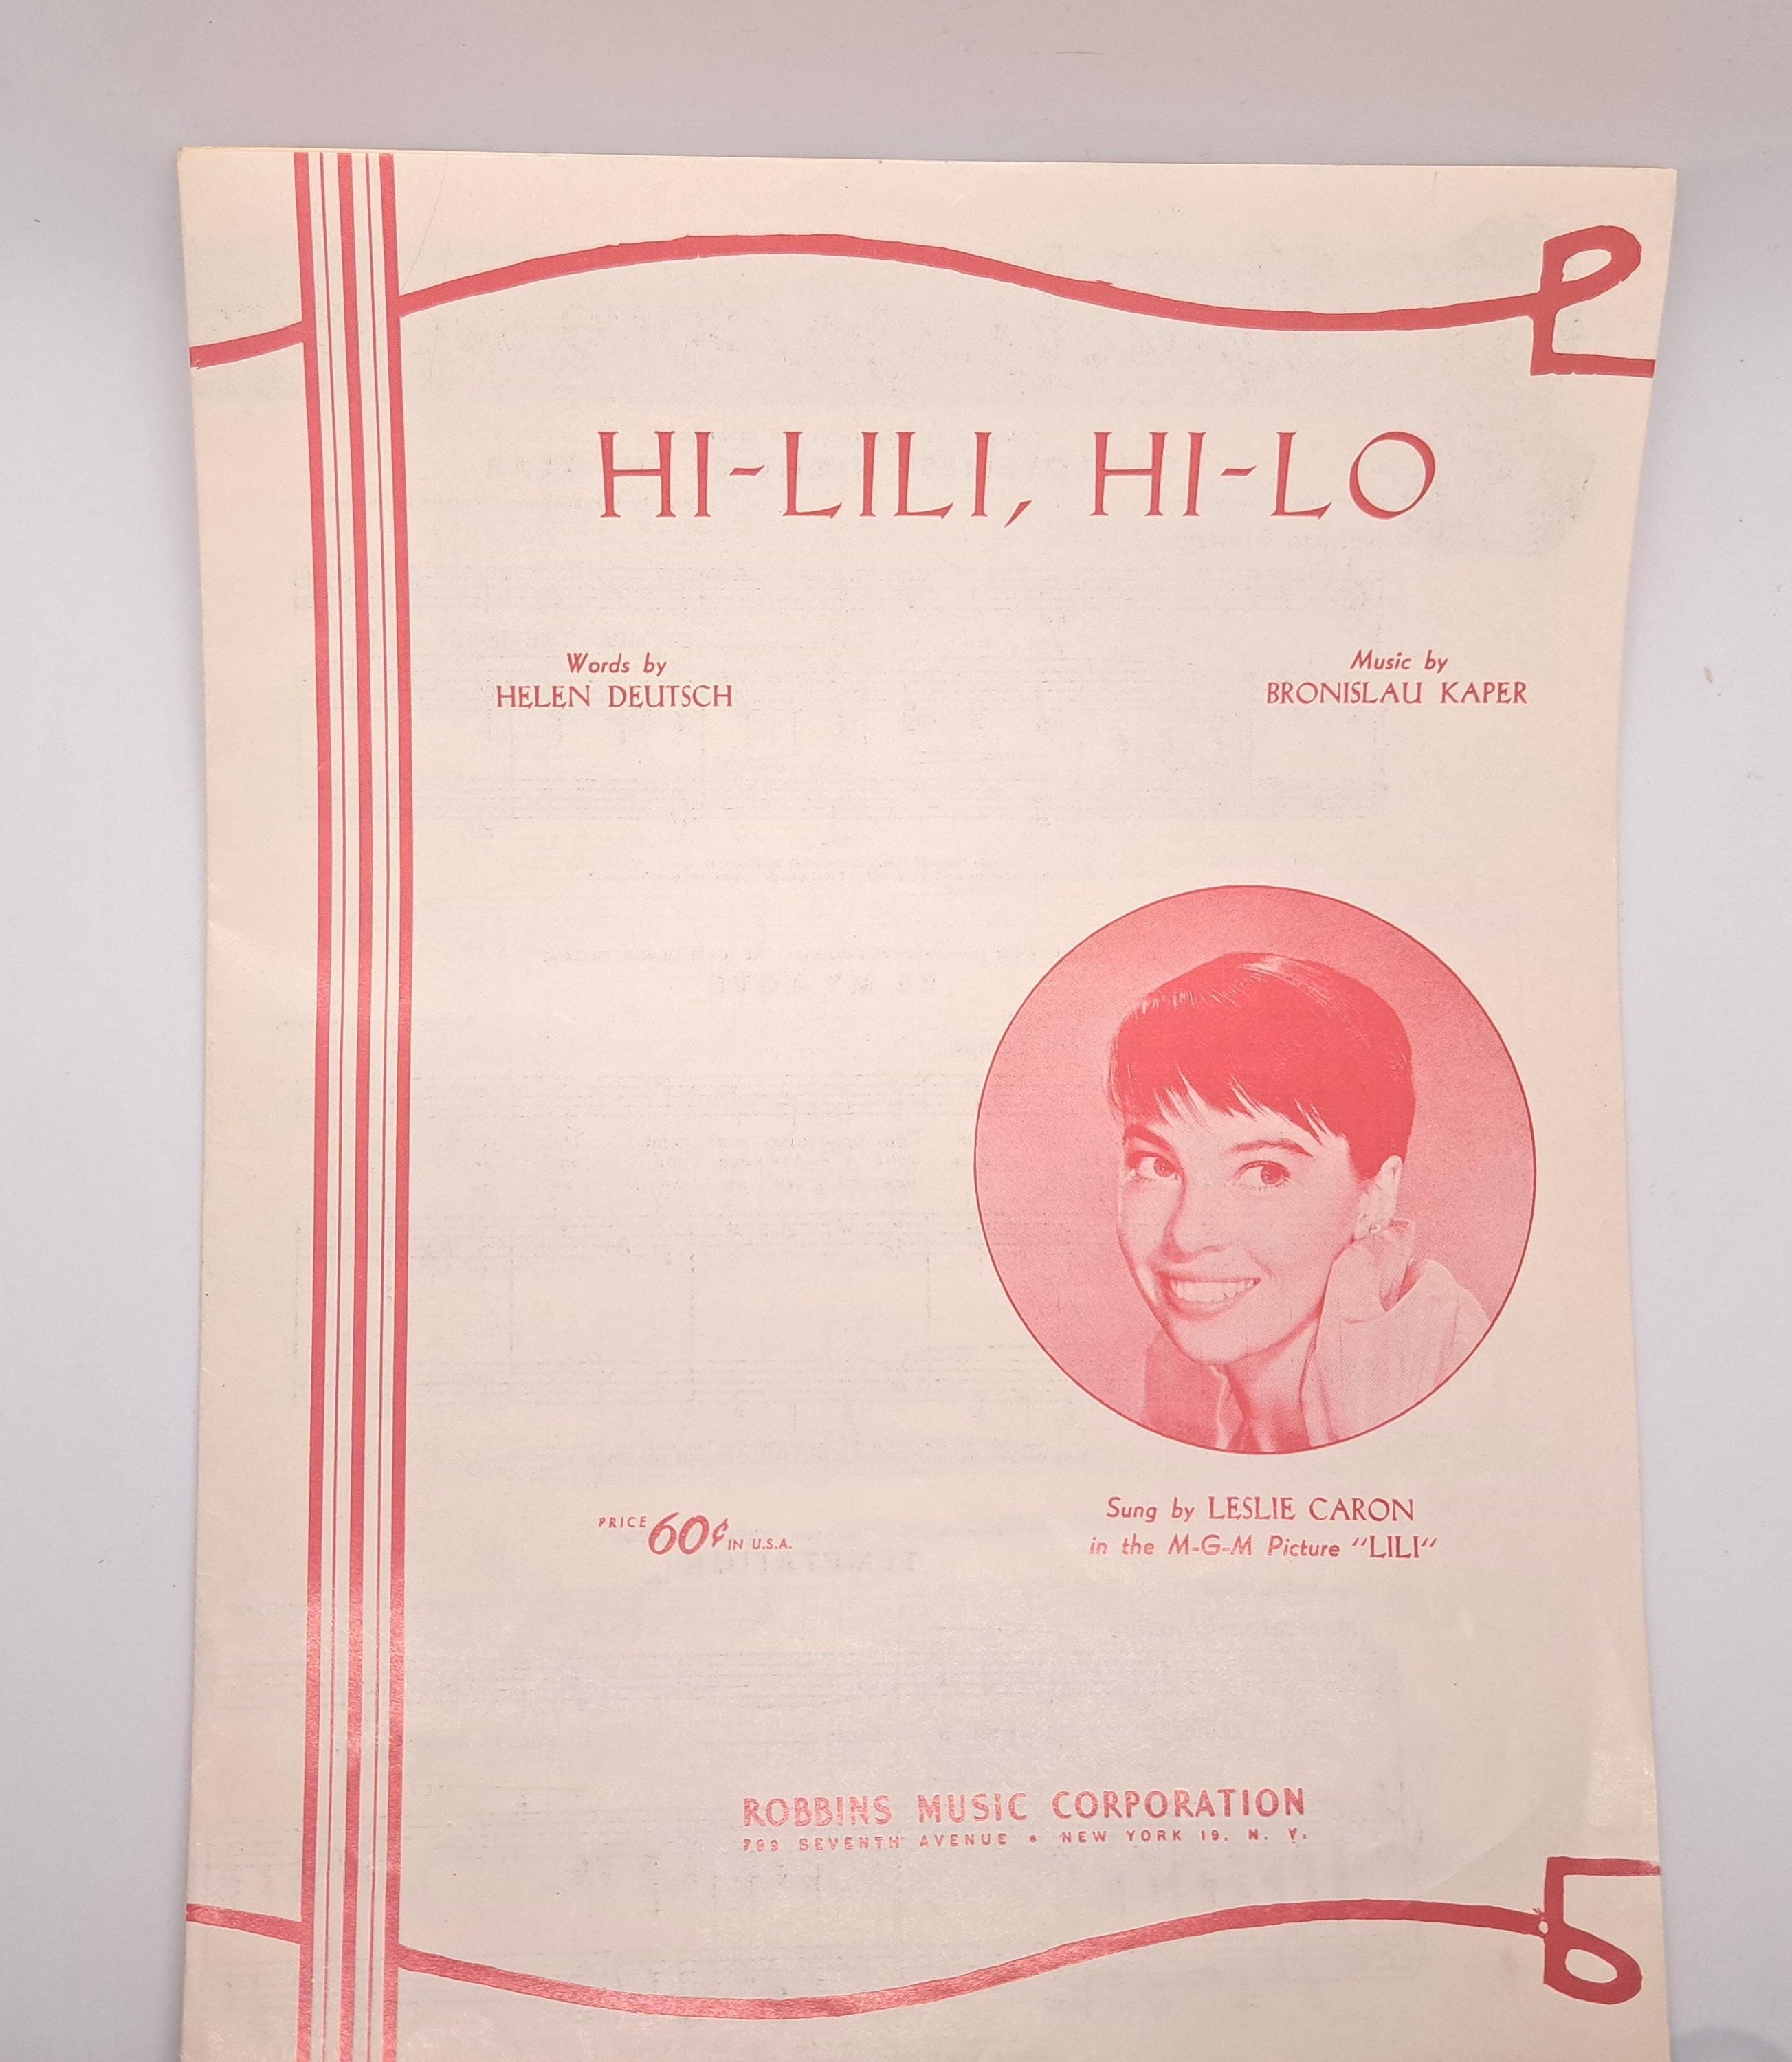 HI-LILI, HI-LO
Words by
HELEN DEUTSCH
Music by
BRONISLAU KAPER
Sung by LESLIE CARON
in the M-G-M Picture "LILI"
PRICE 60¢ IN U.S.A.
ROBBINS MUSIC CORPORATION
799 SEVENTH AVENUE • NEW YORK 19, N. Y.